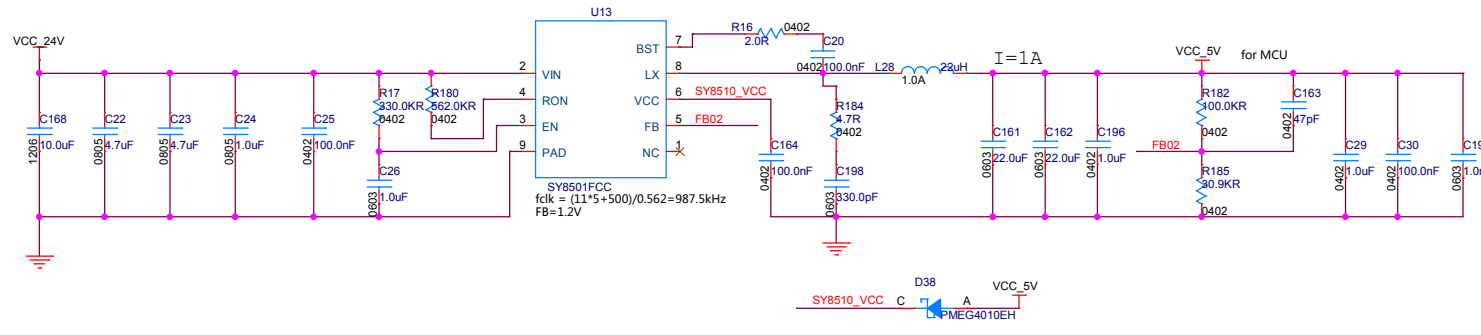 U13
VCC_24V
R16
2.0R
0402
C20
0402
100.0nF
BST
7
2
VIN
LX
8
L28
22uH
1.0A
I=1A
VCC_5V
for MCU
R17
330.0KR
0402
R180
562.0KR
0402
4
RON
VCC
6
SY8510_VCC
R184
4.7R
0402
R182
100.0KR
0402
C163
47pF
0402
3
EN
FB
5
FB02
9
PAD
NC
1
SY8501FCC
fclk = (11*5+500)/0.562=987.5kHz
FB=1.2V
C168
10.0uF
1206
C22
4.7uF
0805
C23
4.7uF
0805
C24
1.0uF
0805
C25
100.0nF
0402
C26
1.0uF
0603
C164
100.0nF
0402
C198
330.0pF
0603
C161
22.0uF
0603
C162
22.0uF
0603
C196
1.0uF
0402
FB02
R185
30.9KR
0402
C29
1.0uF
0402
C30
100.0nF
0402
0603
D38
SY8510_VCC
C
A
VCC_5V
PMEG4010EH